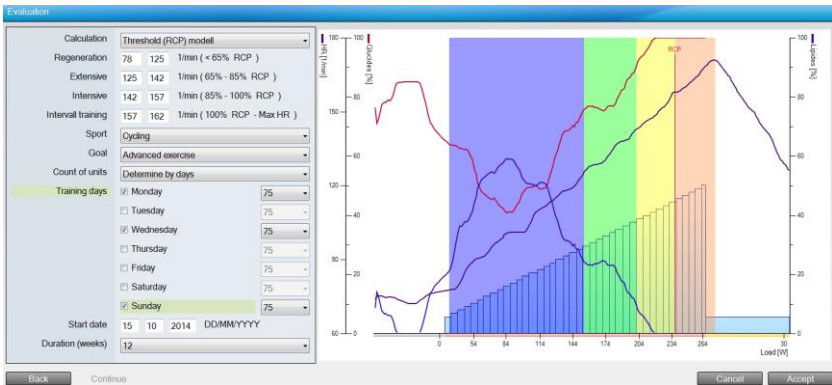 Evaluation
Calculation Threshold (RCP) modell
Regeneration 78 125 1/min ( < 65% RCP )
Extensive 125 142 1/min ( 65% - 85% RCP )
Intensive 142 157 1/min ( 85% - 100% RCP )
Intervall training 157 162 1/min ( 100% RCP - Max HR )
Sport Cycling
Goal Advanced exercise
Count of units Determine by days
Training days Monday 75
Tuesday 75
Wednesday 75
Thursday 75
Friday 75
Saturday 75
Sunday 75
Start date 15 10 2014 DD/MM/YYYY
Duration (weeks) 12
HR [1/min]
180
150
120
90
60
Glucides [%]
100
80
60
40
20
0
RCP
Lipides [%]
100
80
60
40
20
0
0 54 84 114 144 174 204 234 264 30
Load [W]
Back Continue Cancel Accept